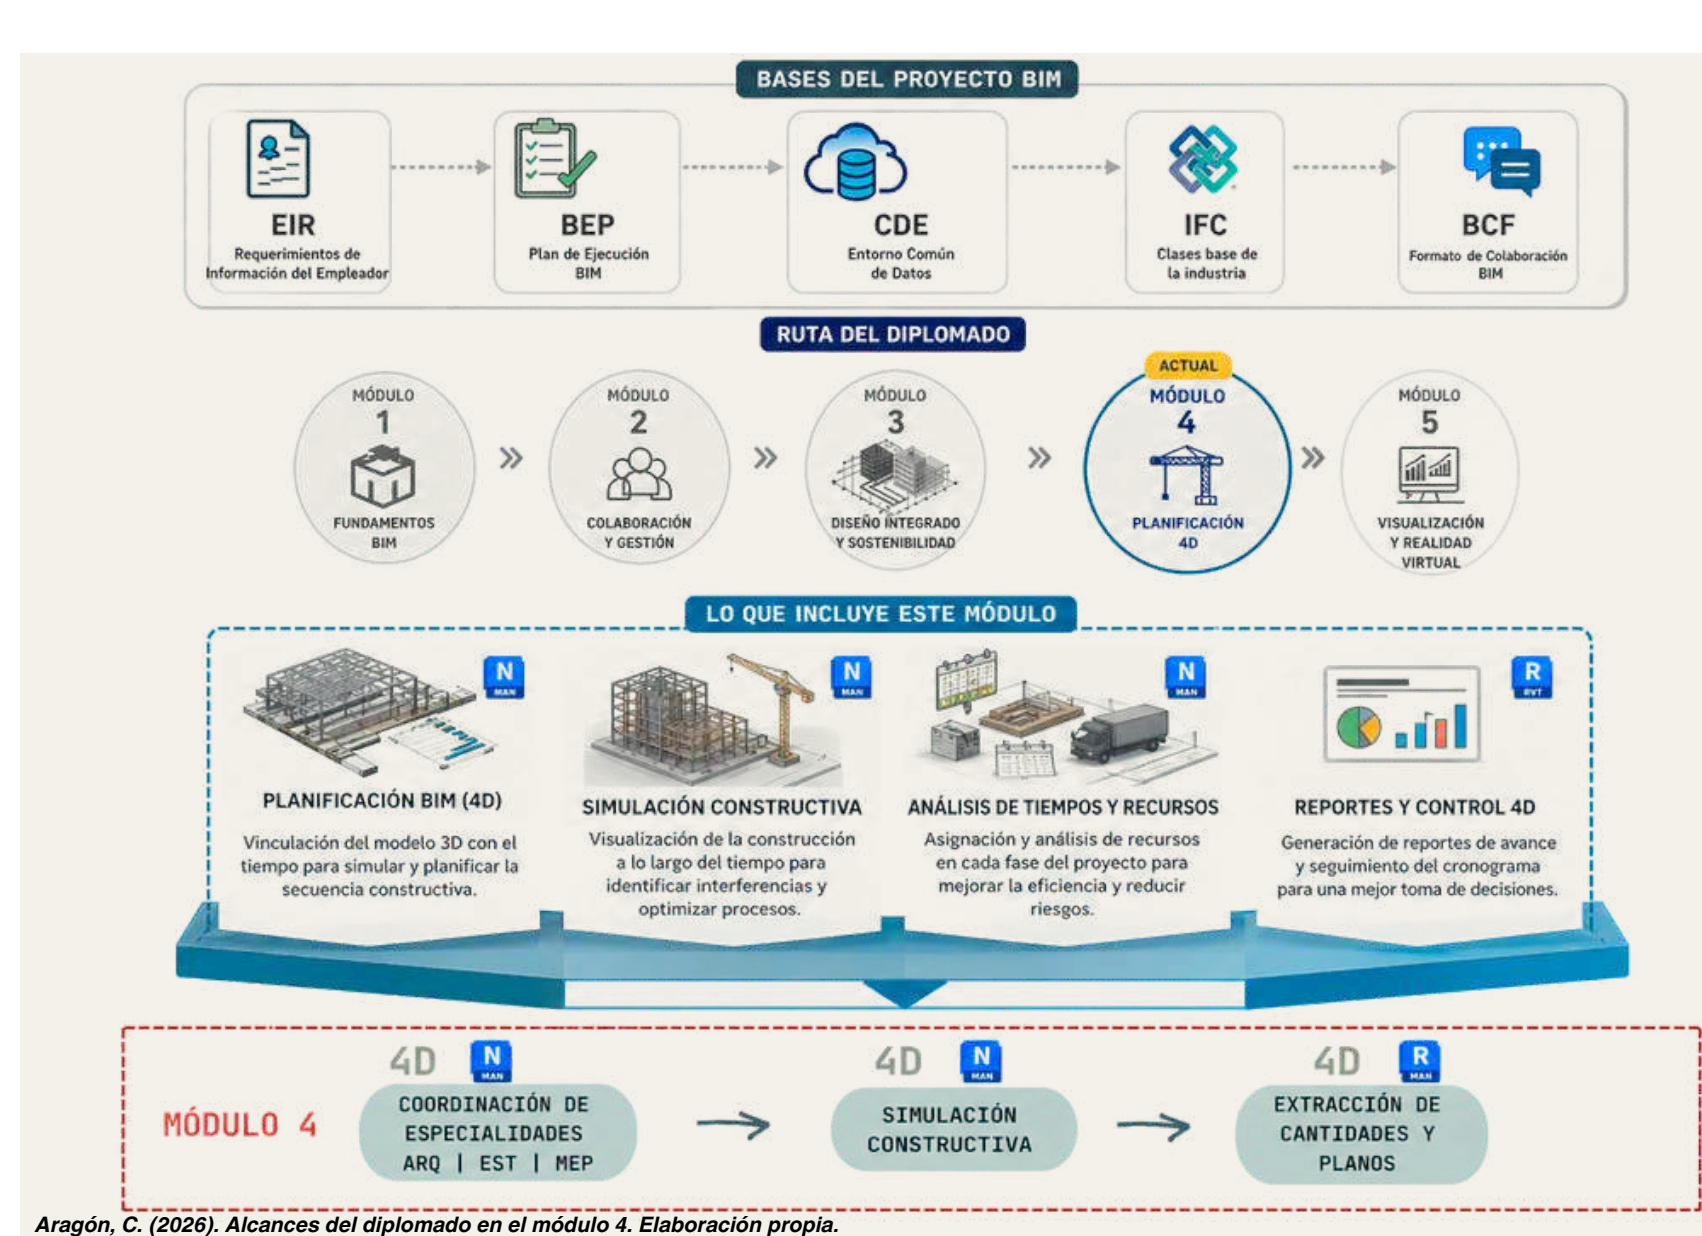 BASES DEL PROYECTO BIM
EIR
Requerimientos de
Información del Empleador
BEP
Plan de Ejecución
BIM
CDE
Entorno Común
de Datos
IFC
Clases base de
la industria
BCF
Formato de Colaboración
BIM
RUTA DEL DIPLOMADO
MÓDULO
1
FUNDAMENTOS
BIM
MÓDULO
2
COLABORACIÓN
Y GESTIÓN
MÓDULO
3
DISEÑO INTEGRADO
Y SOSTENIBILIDAD
ACTUAL
MÓDULO
4
PLANIFICACIÓN
4D
MÓDULO
5
VISUALIZACIÓN
Y REALIDAD
VIRTUAL
LO QUE INCLUYE ESTE MÓDULO
N
MAN
PLANIFICACIÓN BIM (4D)
Vinculación del modelo 3D con el
tiempo para simular y planificar la
secuencia constructiva.
N
MAN
SIMULACIÓN CONSTRUCTIVA
Visualización de la construcción
a lo largo del tiempo para
identificar interferencias y
optimizar procesos.
N
MAN
ANÁLISIS DE TIEMPOS Y RECURSOS
Asignación y análisis de recursos
en cada fase del proyecto para
mejorar la eficiencia y reducir
riesgos.
R
RVT
REPORTES Y CONTROL 4D
Generación de reportes de avance
y seguimiento del cronograma
para una mejor toma de decisiones.
MÓDULO 4
4D
N
MAN
COORDINACIÓN DE
ESPECIALIDADES
ARQ | EST | MEP
4D
N
MAN
SIMULACIÓN
CONSTRUCTIVA
4D
R
MAN
EXTRACCIÓN DE
CANTIDADES Y
PLANOS
Aragón, C. (2026). Alcances del diplomado en el módulo 4. Elaboración propia.